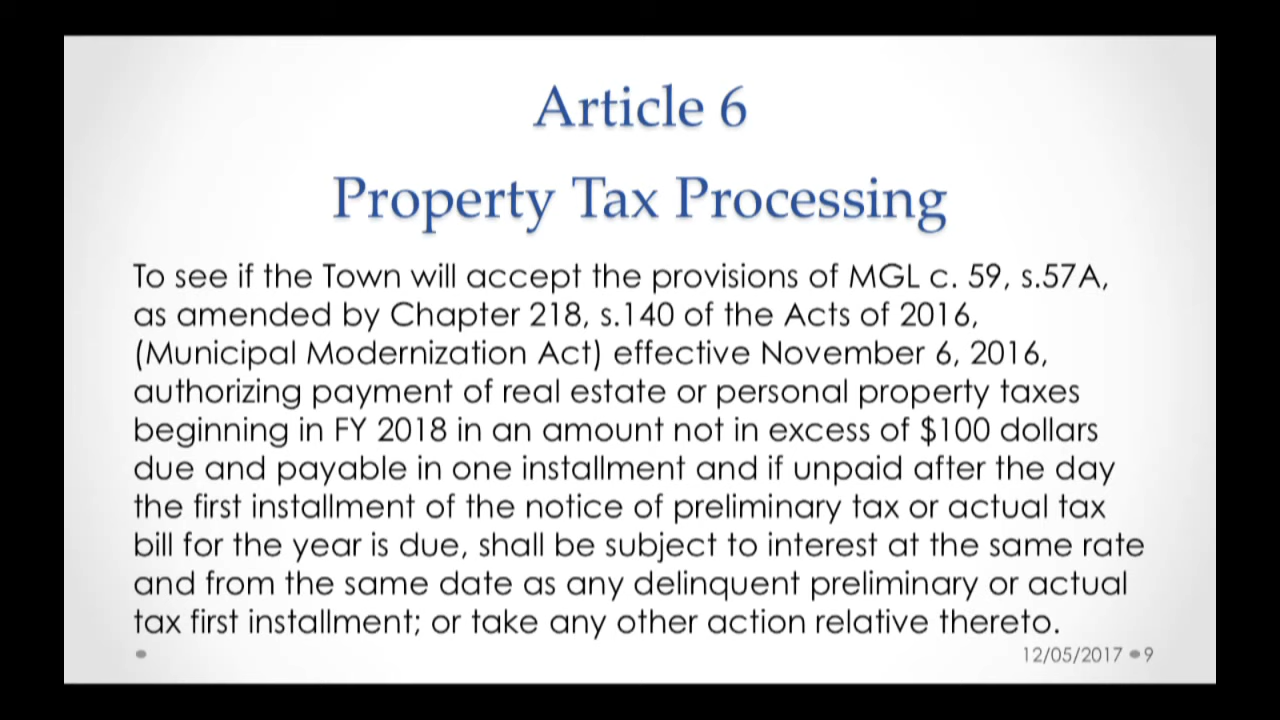 Article 6
Property Tax Processing
To see if the Town will accept the provisions of MGL c. 59, s.57A,
as amended by Chapter 218, s.140 of the Acts of 2016,
(Municipal Modernization Act) effective November 6, 2016,
authorizing payment of real estate or personal property taxes
beginning in FY 2018 in an amount not in excess of $100 dollars
due and payable in one installment and if unpaid after the day
the first installment of the notice of preliminary tax or actual tax
bill for the year is due, shall be subject to interest at the same rate
and from the same date as any delinquent preliminary or actual
tax first installment; or take any other action relative thereto.
12/05/2017 9